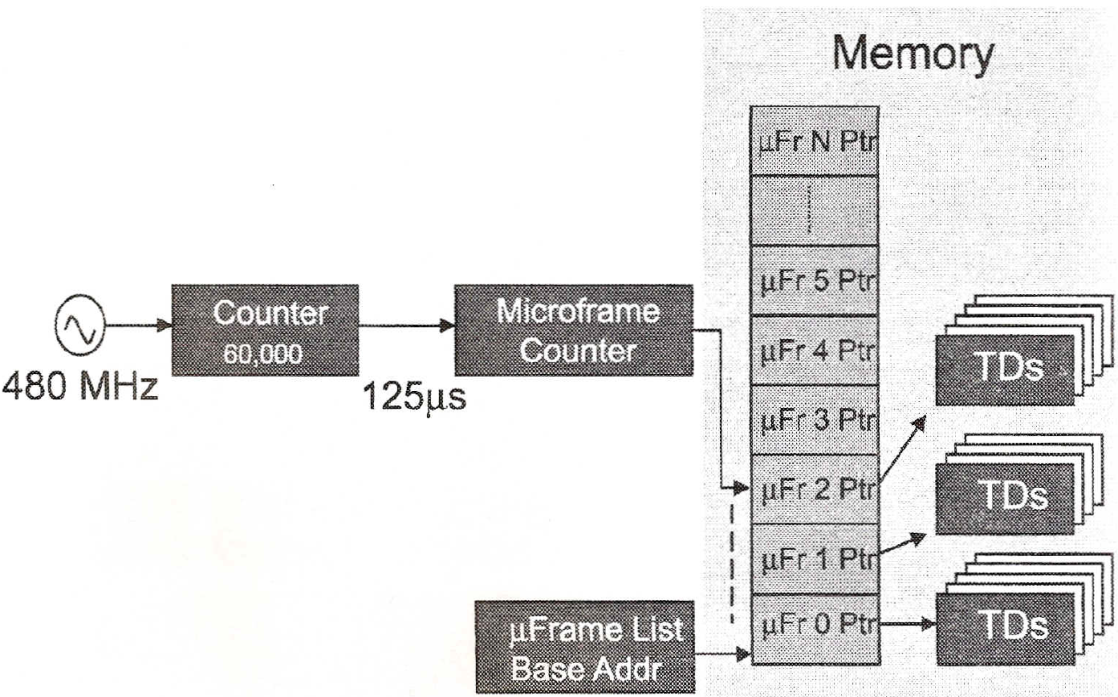 Memory
μFr N Ptr
μFr 5 Ptr
μFr 4 Ptr
μFr 3 Ptr
μFr 2 Ptr
μFr 1 Ptr
μFr 0 Ptr
480 MHz
Counter
60,000
125μs
Microframe
Counter
μFrame List
Base Addr
TDs
TDs
TDs